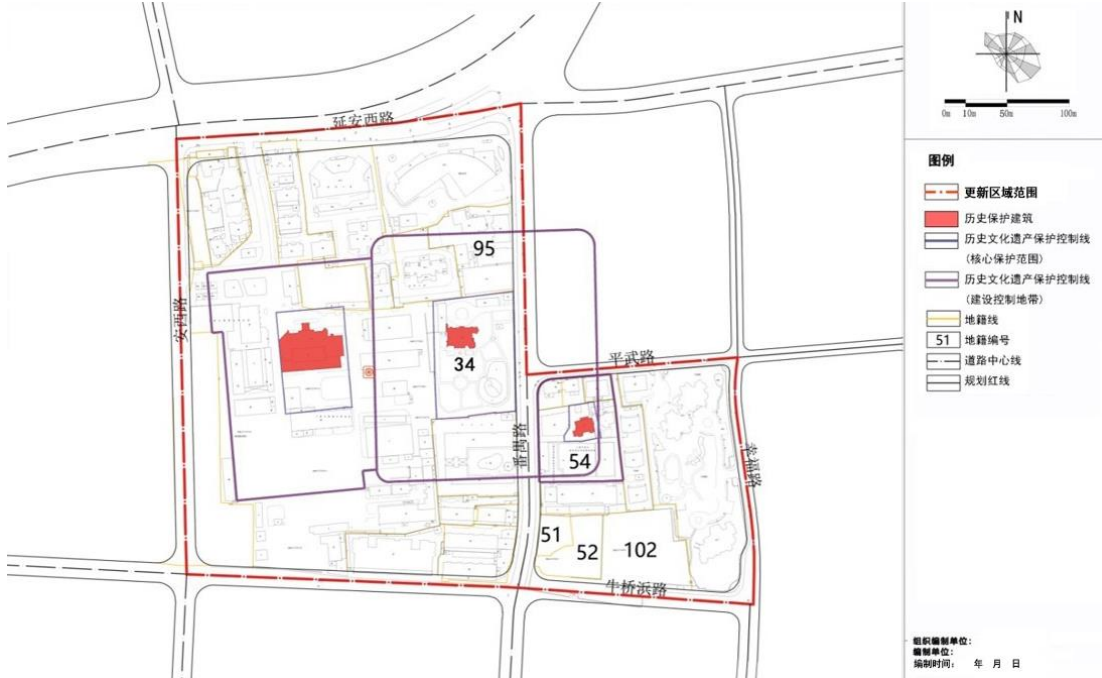 延安西路
安西路
95
34
平武路
番禺路
54
幸福路
51
52
102
牛桥浜路
N
0m 10m 50m 100m
图例
更新区域范围
历史保护建筑
历史文化遗产保护控制线
(核心保护范围)
历史文化遗产保护控制线
(建设控制地带)
地籍线
51 地籍编号
道路中心线
规划红线
组织编制单位:
编制单位:
编制时间: 年 月 日